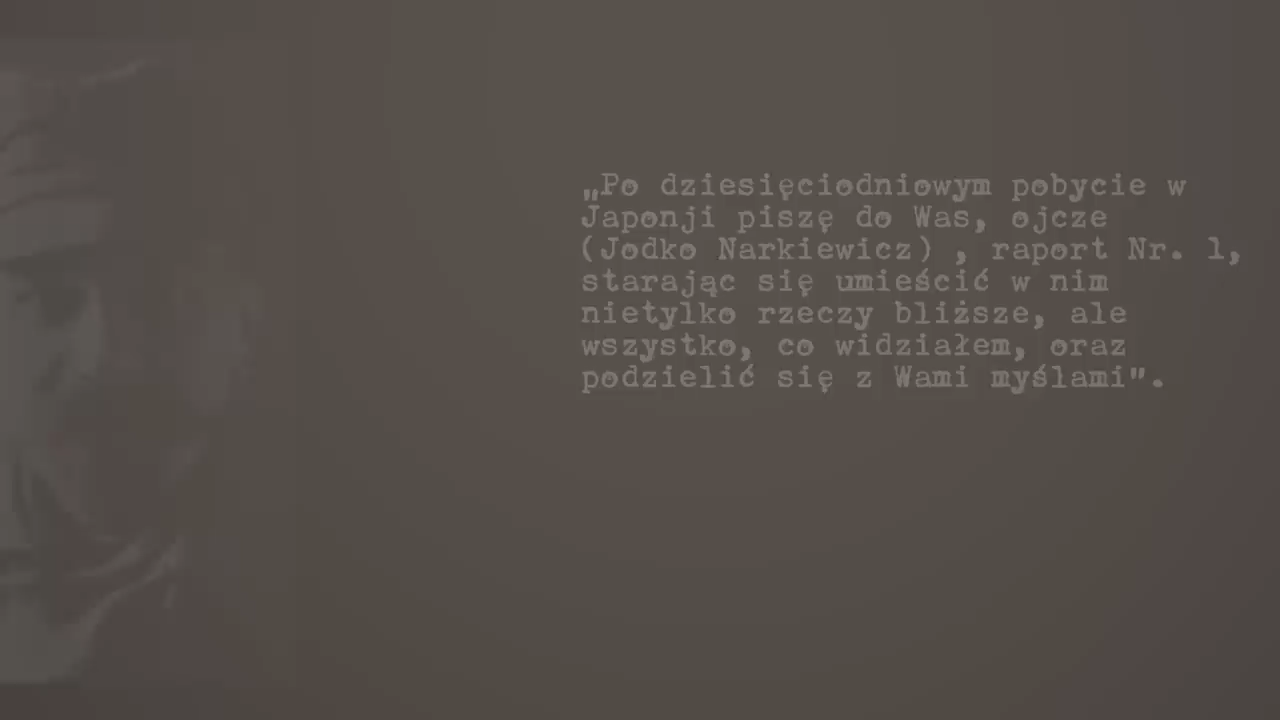 „Po dziesięciodniowym pobycie w
Japonji piszę do Was, ojcze
(Jodko Narkiewicz) , raport Nr. 1,
starając się umieścić w nim
nietylko rzeczy bliższe, ale
wszystko, co widziałem, oraz
podzielić się z Wami myślami".